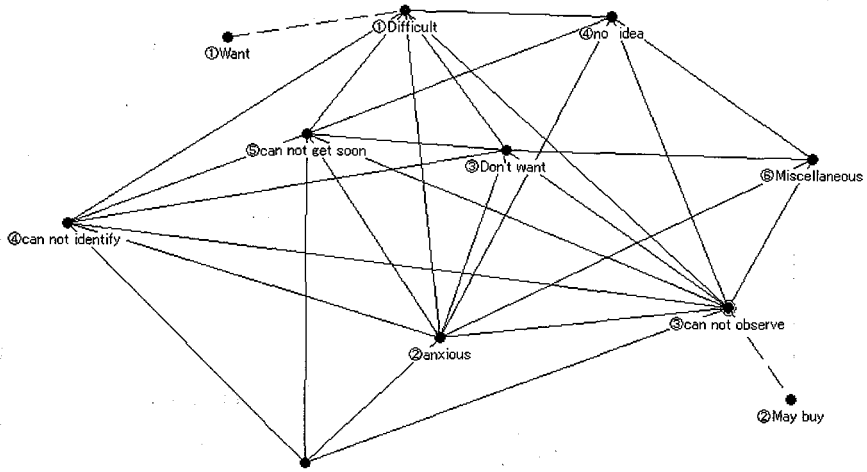 ①Difficult
④no idea
①Want
⑤can not get soon
③Don't want
⑥Miscellaneous
④can not identify
③can not observe
②anxious
②May buy